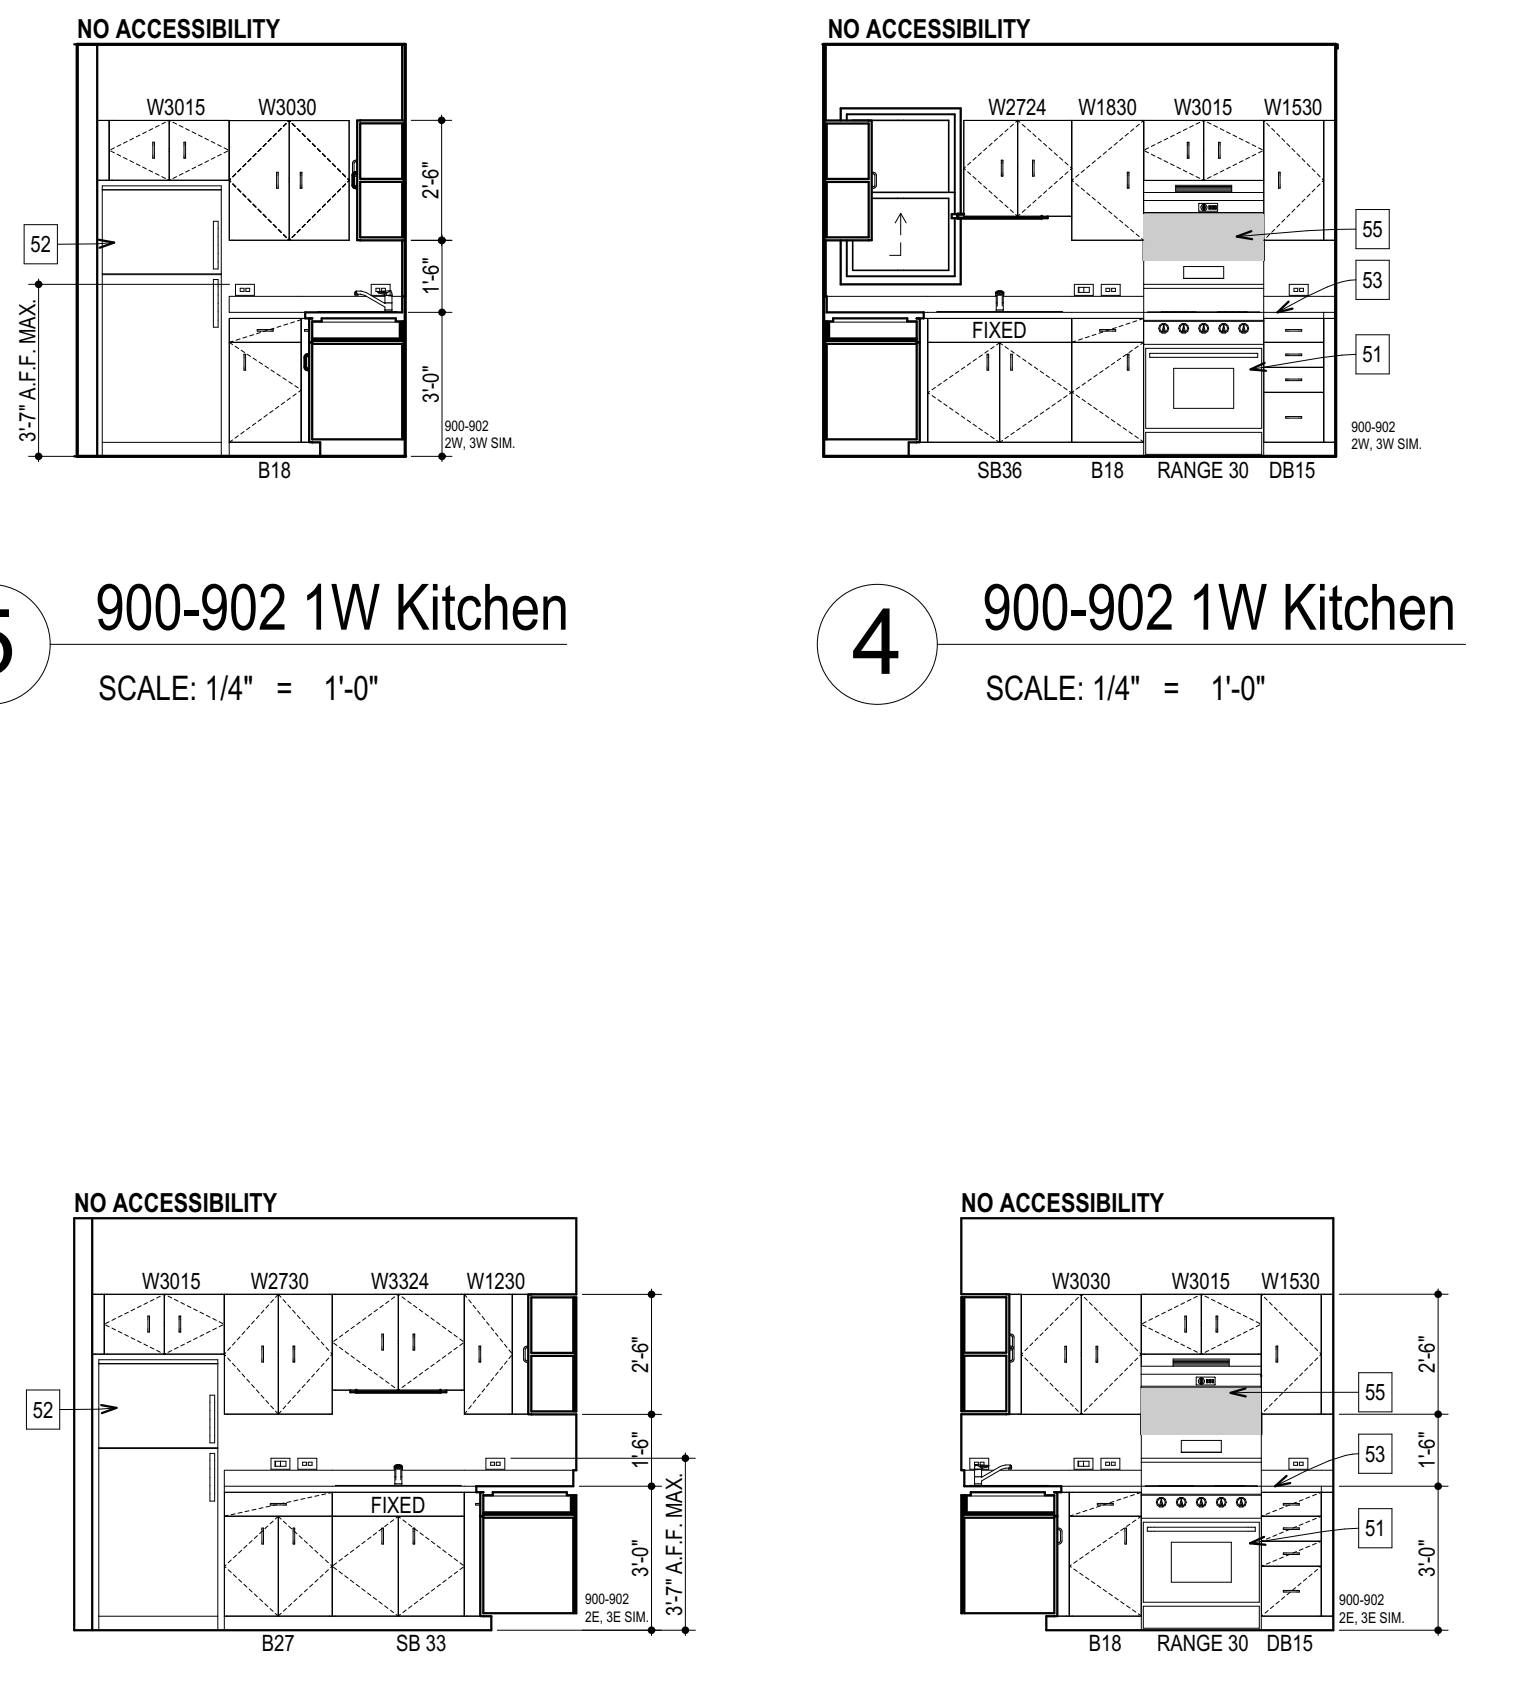 NO ACCESSIBILITY
W3015 W3030
2'-6"
52
1'-6"
3'-7" A.F.F. MAX.
3'-0"
900-902
2W, 3W SIM.
B18
NO ACCESSIBILITY
W2724 W1830 W3015 W1530
55
53
FIXED
51
900-902
2W, 3W SIM.
SB36 B18 RANGE 30 DB15
5
900-902 1W Kitchen
SCALE: 1/4" = 1'-0"
4
900-902 1W Kitchen
SCALE: 1/4" = 1'-0"
NO ACCESSIBILITY
W3015 W2730 W3324 W1230
2'-6"
52
1'-6"
FIXED
3'-0"
3'-7" A.F.F. MAX.
900-902
2E, 3E SIM.
B27 SB 33
NO ACCESSIBILITY
W3030 W3015 W1530
2'-6"
55
1'-6"
53
51
3'-0"
900-902
2E, 3E SIM.
B18 RANGE 30 DB15